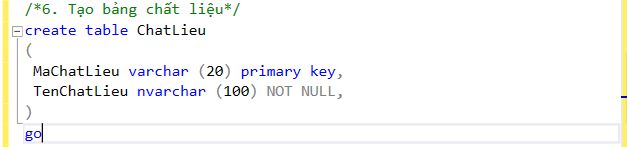 /*6. Tạo bảng chất liệu*/
create table ChatLieu
(
MaChatLieu varchar (20) primary key,
TenChatLieu nvarchar (100) NOT NULL,
)
go